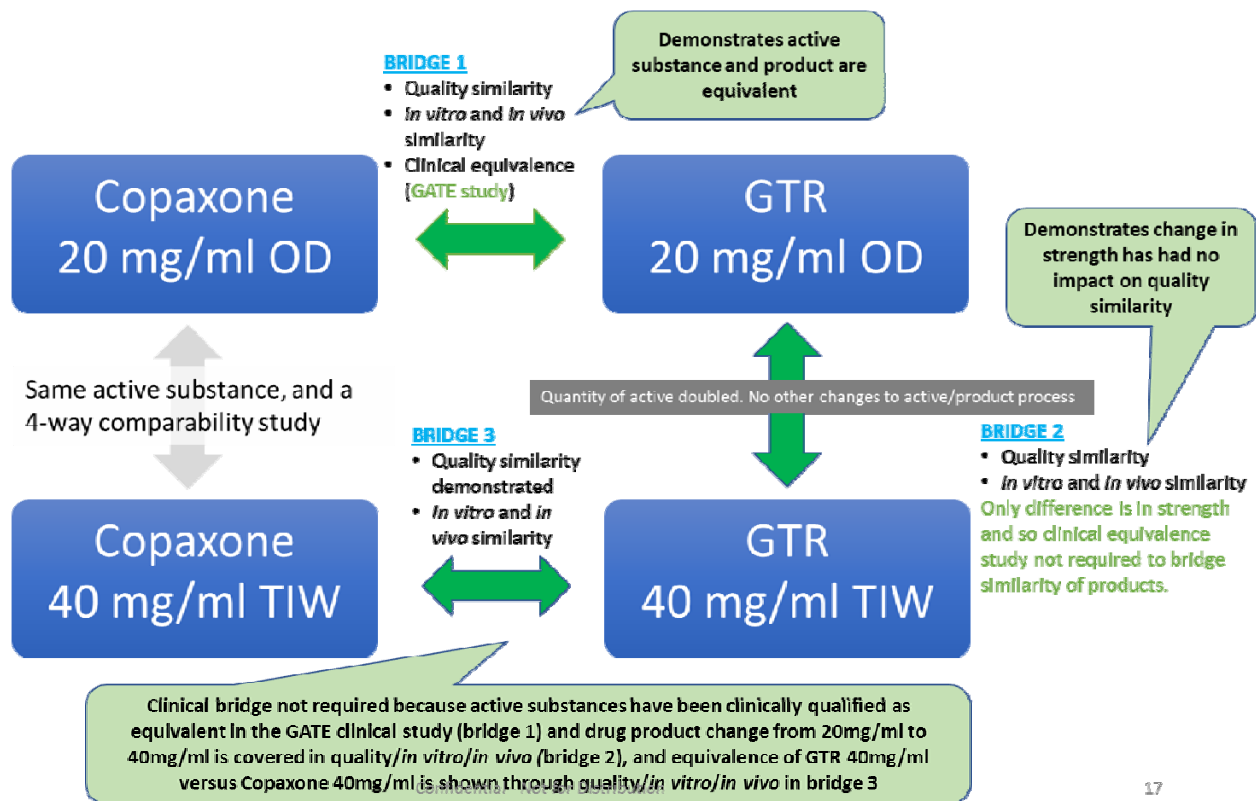 Demonstrates active
substance and product are
equivalent
BRIDGE 1
• Quality similarity
• In vitro and in vivo
similarity
• Clinical equivalence
(GATE study)
Copaxone
20 mg/ml OD
GTR
20 mg/ml OD
Demonstrates change in
strength has had no
impact on quality
similarity
Same active substance, and a
4-way comparability study
Quantity of active doubled. No other changes to active/product process
BRIDGE 3
• Quality similarity
demonstrated
• In vitro and in
vivo similarity
BRIDGE 2
• Quality similarity
• In vitro and in vivo similarity
Only difference is in strength
and so clinical equivalence
study not required to bridge
similarity of products.
Copaxone
40 mg/ml TIW
GTR
40 mg/ml TIW
Clinical bridge not required because active substances have been clinically qualified as
equivalent in the GATE clinical study (bridge 1) and drug product change from 20mg/ml to
40mg/ml is covered in quality/in vitro/in vivo (bridge 2), and equivalence of GTR 40mg/ml
versus Copaxone 40mg/ml is shown through quality/in vitro/in vivo in bridge 3
Confidential - Not for Distribution
17